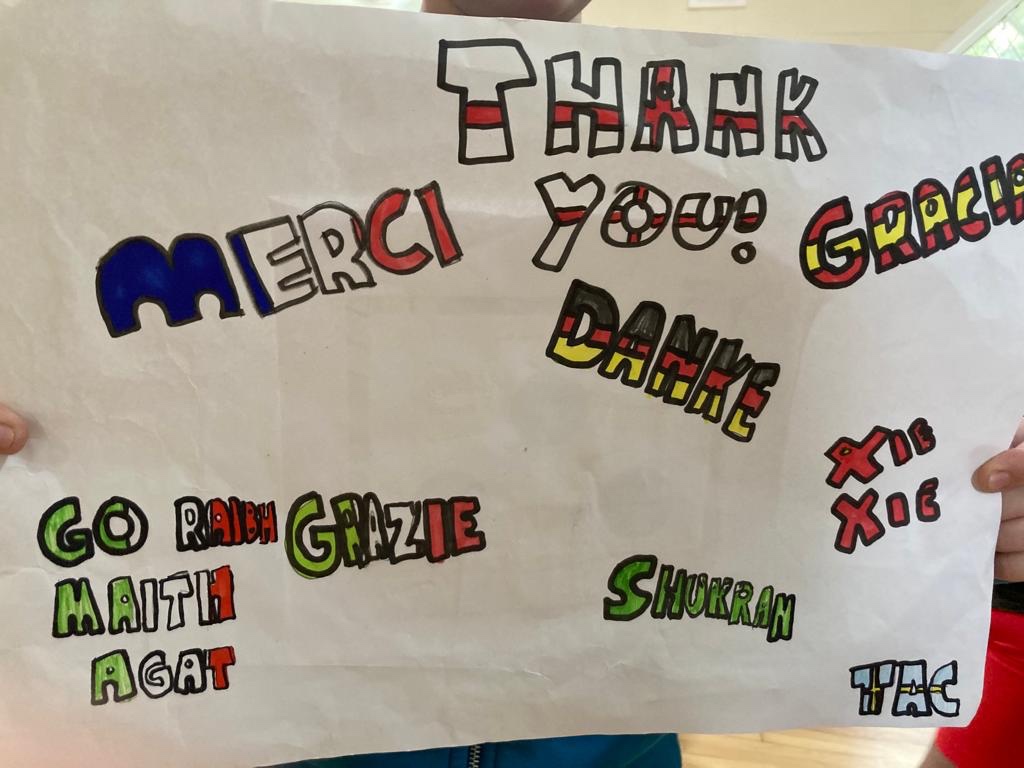 THANK
YOU!
MERCI
GRACIA
DANKE
XIE
XIE
GO RAIBH
MAITH
AGAT
GRAZIE
SHUKRAN
TAC